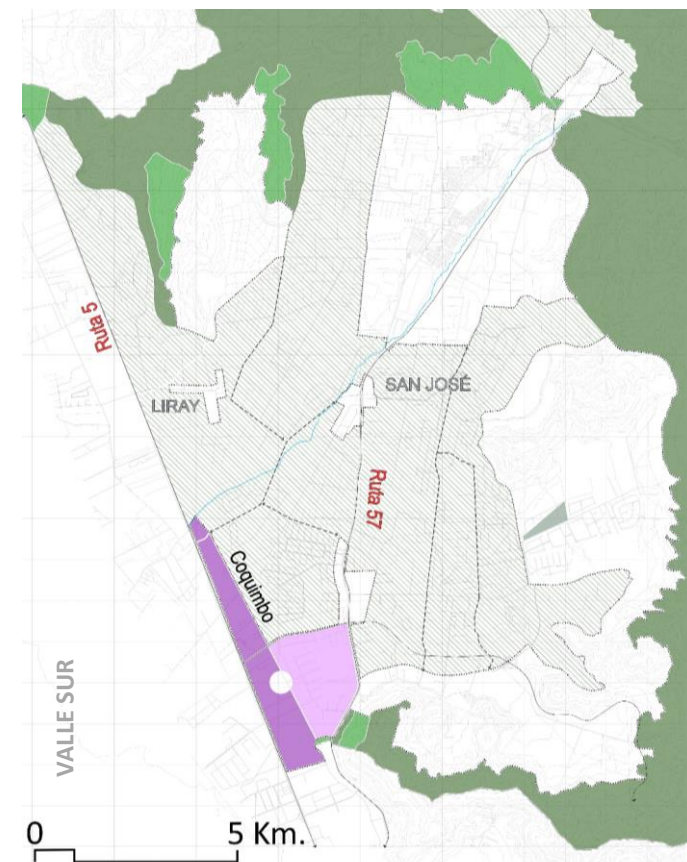 Ruta 5
LIRAY
SAN JOSÉ
Ruta 57
Coquimbo
VALLE SUR
0
5 Km.